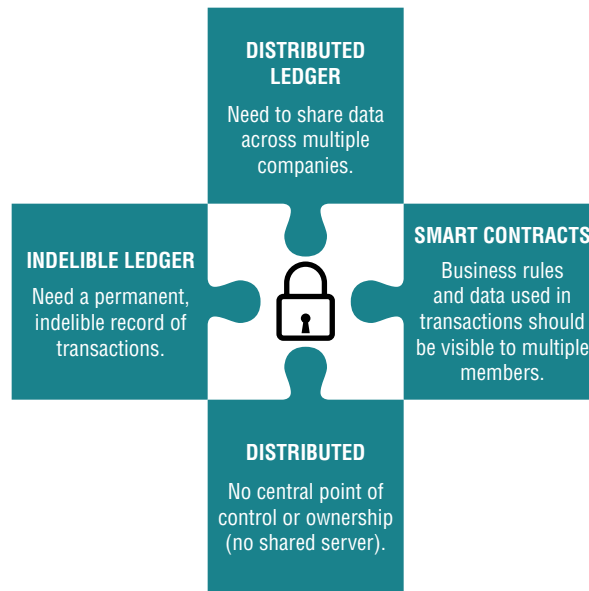 DISTRIBUTED
LEDGER
Need to share data
across multiple
companies.
INDELIBLE LEDGER
Need a permanent,
indelible record of
transactions.
SMART CONTRACTS
Business rules
and data used in
transactions should
be visible to multiple
members.
DISTRIBUTED
No central point of
control or ownership
(no shared server).